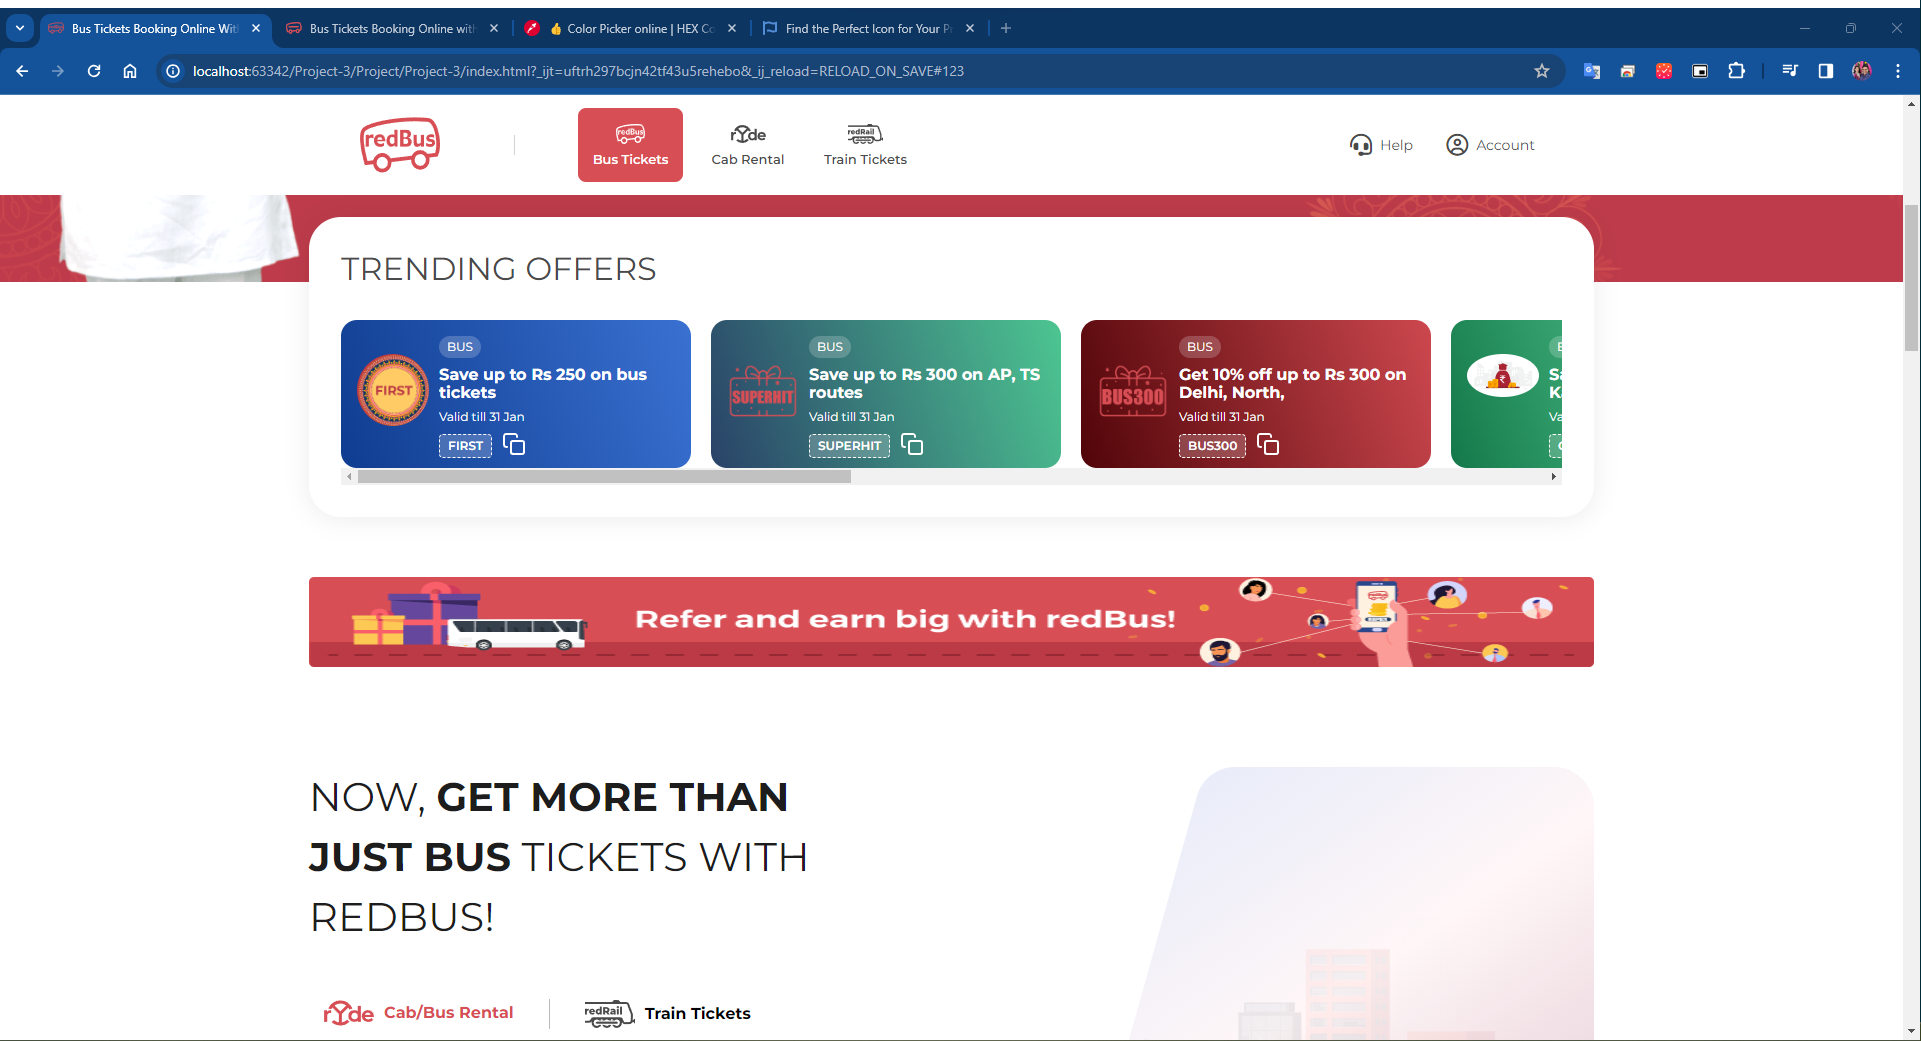 Bus Tickets Booking Online Wit
Bus Tickets Booking Online with
👍 Color Picker online | HEX Co
Find the Perfect Icon for Your Pr
localhost:63342/Project-3/Project/Project-3/index.html?_ijt=uftrh297bcjn42tf43u5rehebo&_ij_reload=RELOAD_ON_SAVE#123
redBus
redBus
Bus Tickets
rYde
Cab Rental
redRail
Train Tickets
Help
Account
TRENDING OFFERS
FIRST
BUS
Save up to Rs 250 on bus
tickets
Valid till 31 Jan
FIRST
SUPERHIT
BUS
Save up to Rs 300 on AP, TS
routes
Valid till 31 Jan
SUPERHIT
BUS300
BUS
Get 10% off up to Rs 300 on
Delhi, North,
Valid till 31 Jan
BUS300
Refer and earn big with redBus!
NOW, GET MORE THAN
JUST BUS TICKETS WITH
REDBUS!
rYde Cab/Bus Rental
redRail Train Tickets